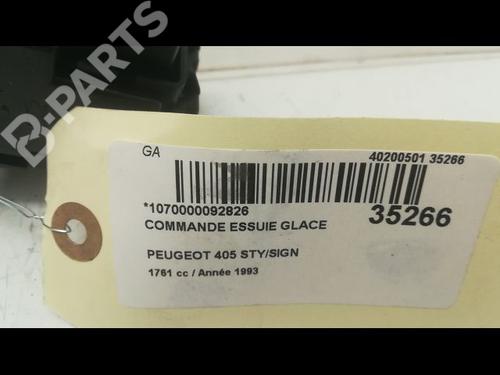 B-PARTS
GA
40200501 35266
*1070000092826
35266
COMMANDE ESSUIE GLACE
PEUGEOT 405 STY/SIGN
1761 cc / Année 1993